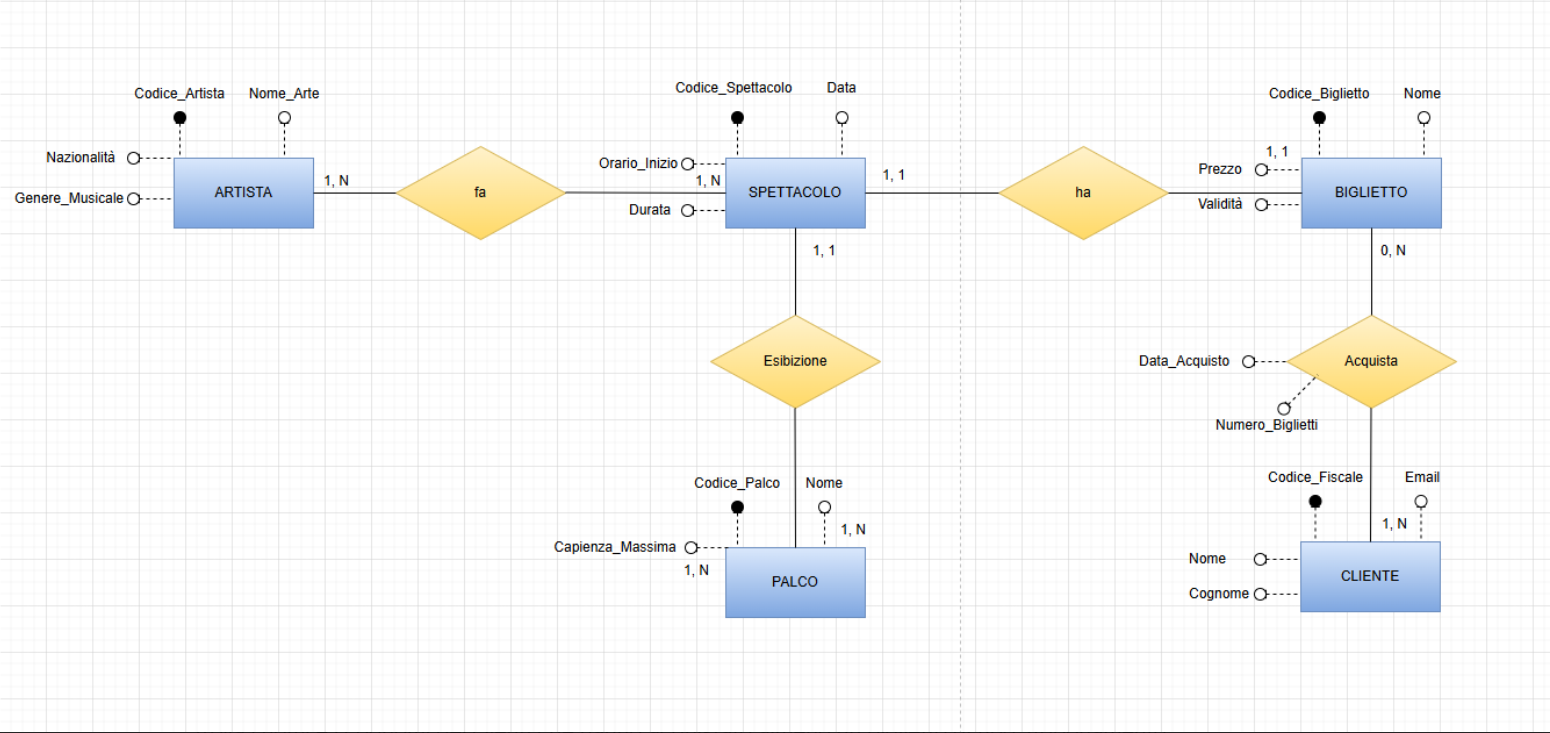 Codice_Spettacolo
Data
Codice_Artista
Nome_Arte
Codice_Biglietto
Nome
Nazionalità
Orario_Inizio
1, 1
Prezzo
1, N
1, N
1, 1
ARTISTA
fa
SPETTACOLO
ha
BIGLIETTO
Genere_Musicale
Durata
Validità
1, 1
0, N
Esibizione
Data_Acquisto
Acquista
Numero_Biglietti
Codice_Palco
Nome
Codice_Fiscale
Email
1, N
1, N
Capienza_Massima
Nome
1, N
PALCO
CLIENTE
Cognome